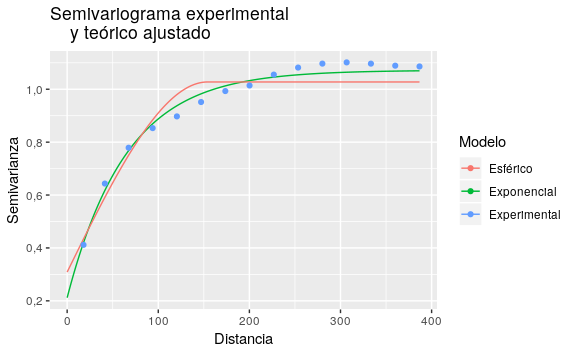 Semivariograma experimental
y teórico ajustado
1,0
0,8
0,6
0,4
0,2
Semivarianza
0 100 200 300 400
Distancia
Modelo
Esférico
Exponencial
Experimental